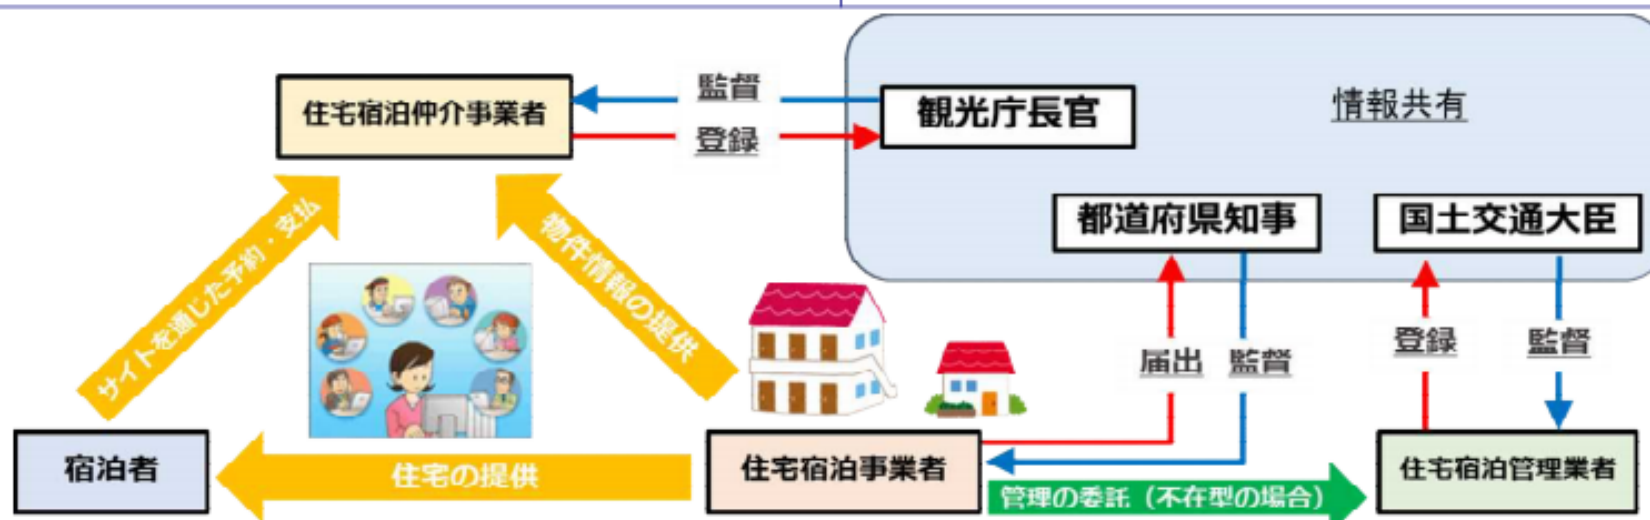 住宅宿泊仲介事業者
監督
登録
観光庁長官
情報共有
都道府県知事
国土交通大臣
サイトを通じた予約・支払
物件情報の提供
届出
監督
登録
監督
宿泊者
住宅の提供
住宅宿泊事業者
管理の委託（不在型の場合）
住宅宿泊管理業者